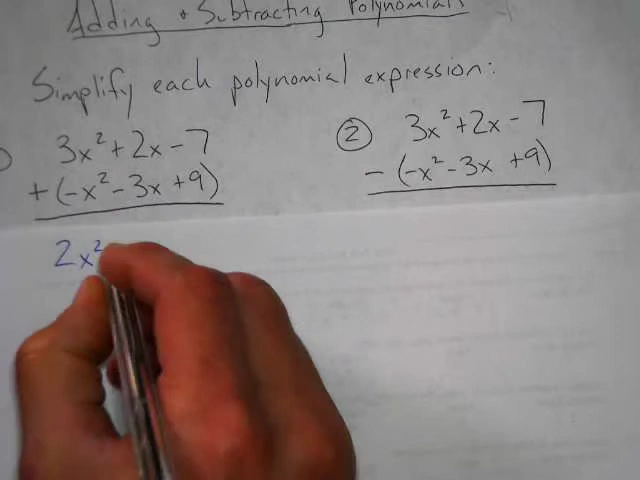 Adding + Subtracting Polynomials
Simplify each polynomial expression:
3x² + 2x - 7
+ (-x² - 3x + 9)
2x²
② 3x² + 2x - 7
- (-x² - 3x + 9)